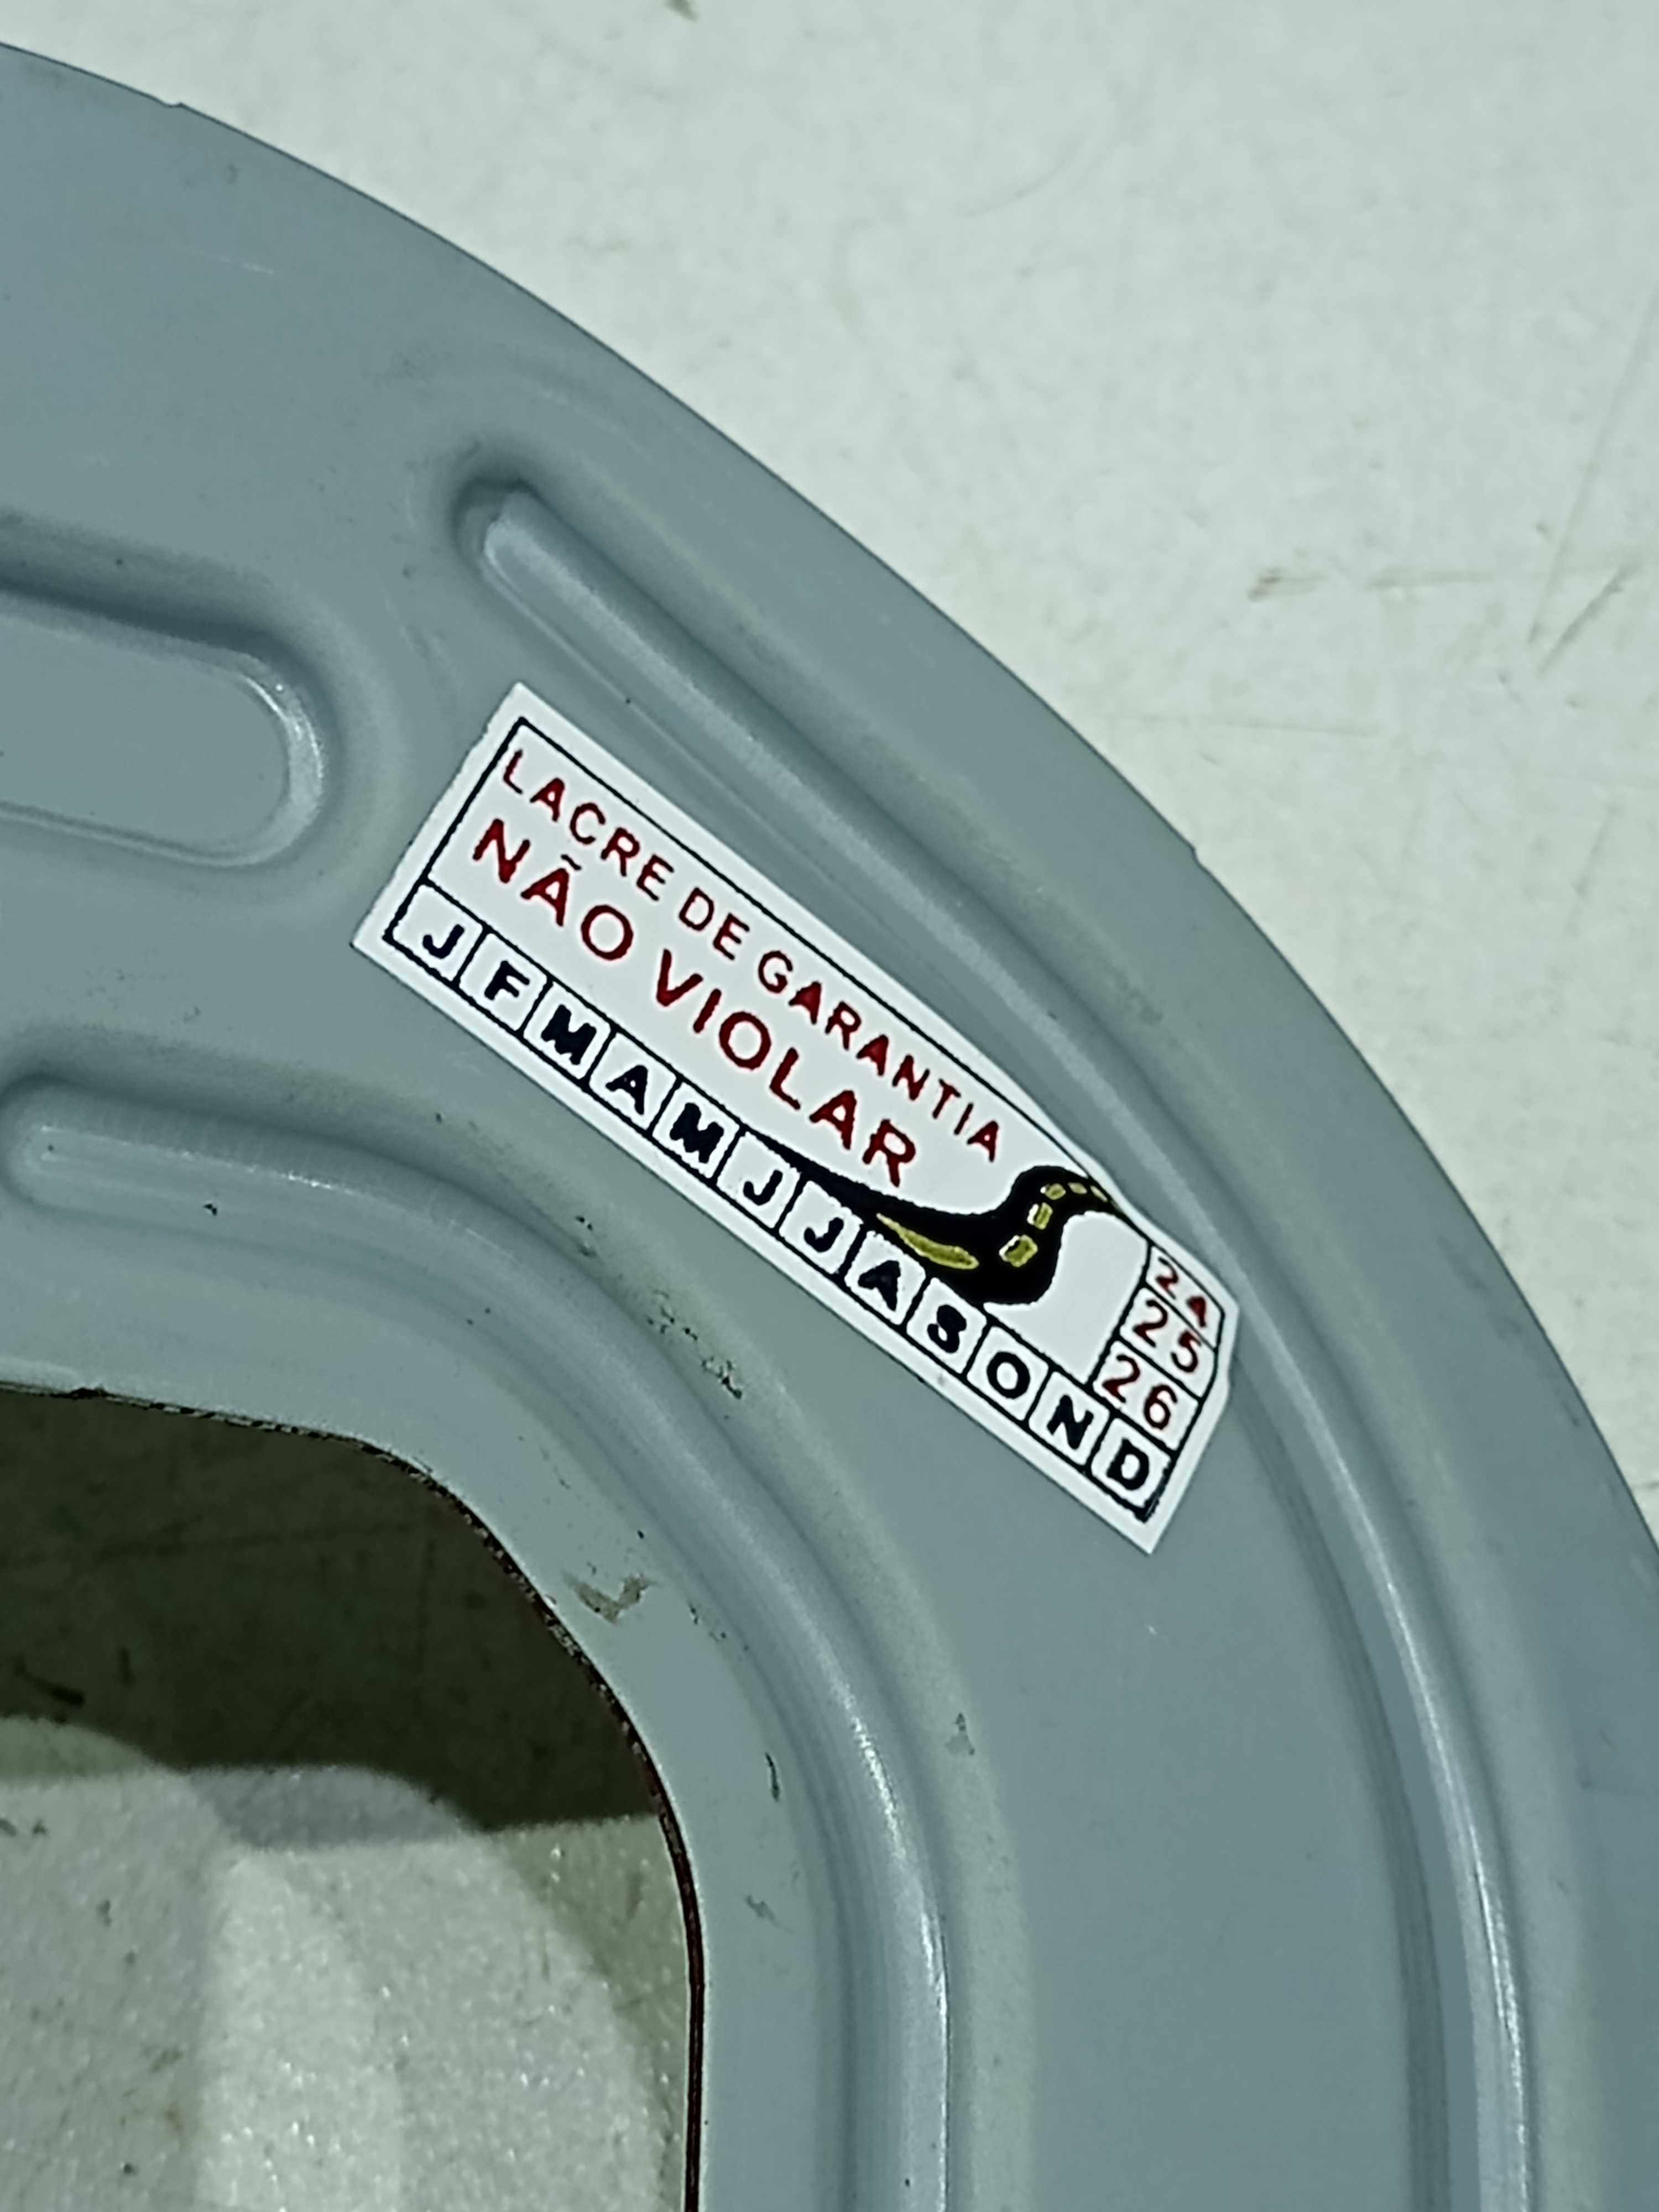 LACRE DE GARANTIA
NÃO VIOLAR
24
25
26
J F M A M J J A S O N D